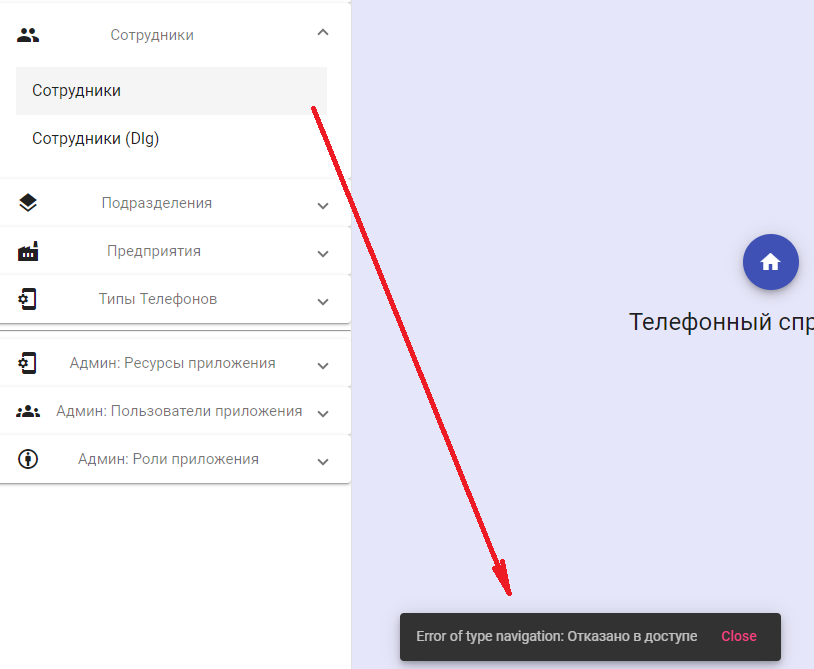 Сотрудники
Сотрудники
Сотрудники (Dlg)
Подразделения
Предприятия
Типы Телефонов
Админ: Ресурсы приложения
Админ: Пользователи приложения
Админ: Роли приложения
Телефонный спр
Error of type navigation: Отказано в доступе Close